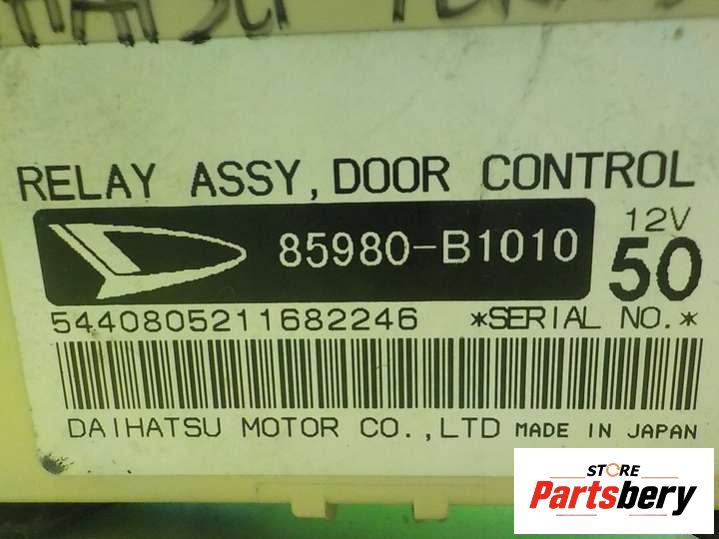 RELAY ASSY, DOOR CONTROL
85980-B1010
12V
50
5440805211682246 *SERIAL NO.*
DAIHATSU MOTOR CO.,LTD MADE IN JAPAN
STORE
Partsbery